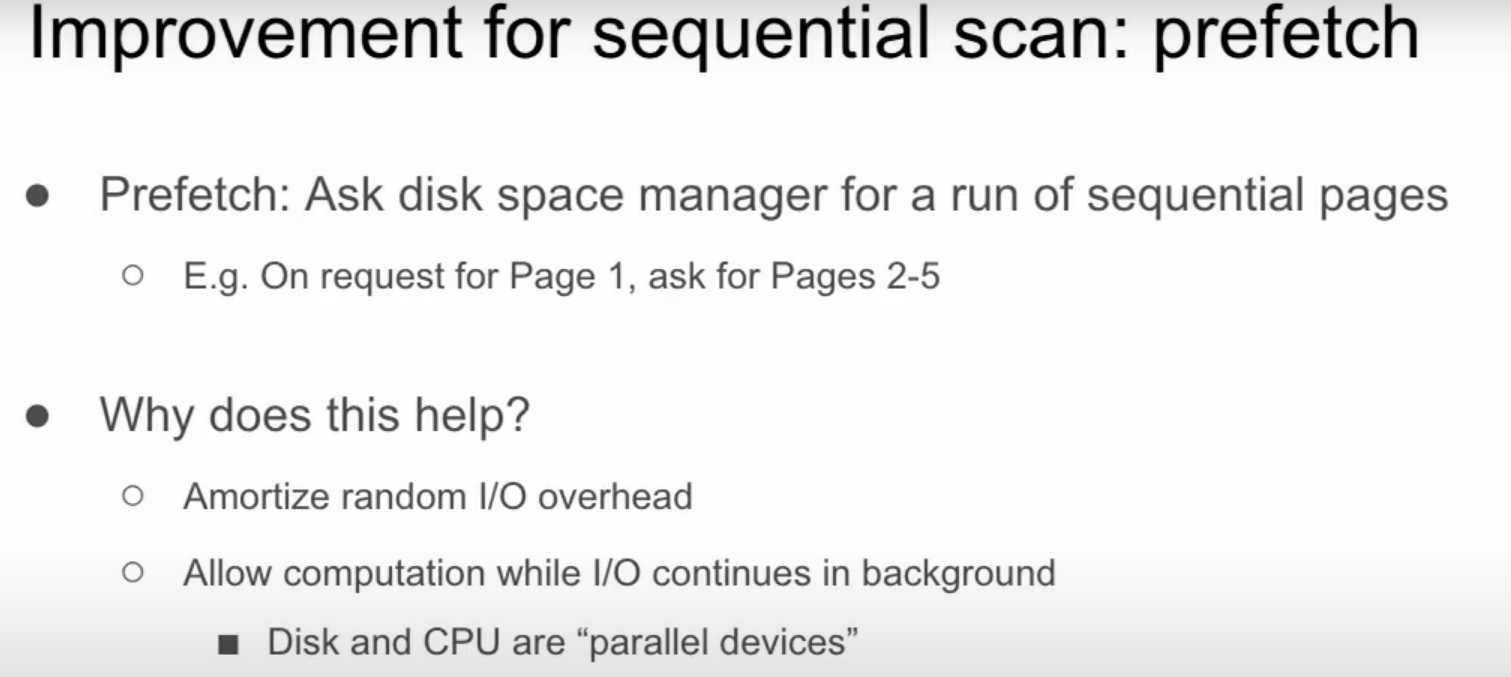 Improvement for sequential scan: prefetch
● Prefetch: Ask disk space manager for a run of sequential pages
○ E.g. On request for Page 1, ask for Pages 2-5
● Why does this help?
○ Amortize random I/O overhead
○ Allow computation while I/O continues in background
■ Disk and CPU are “parallel devices”